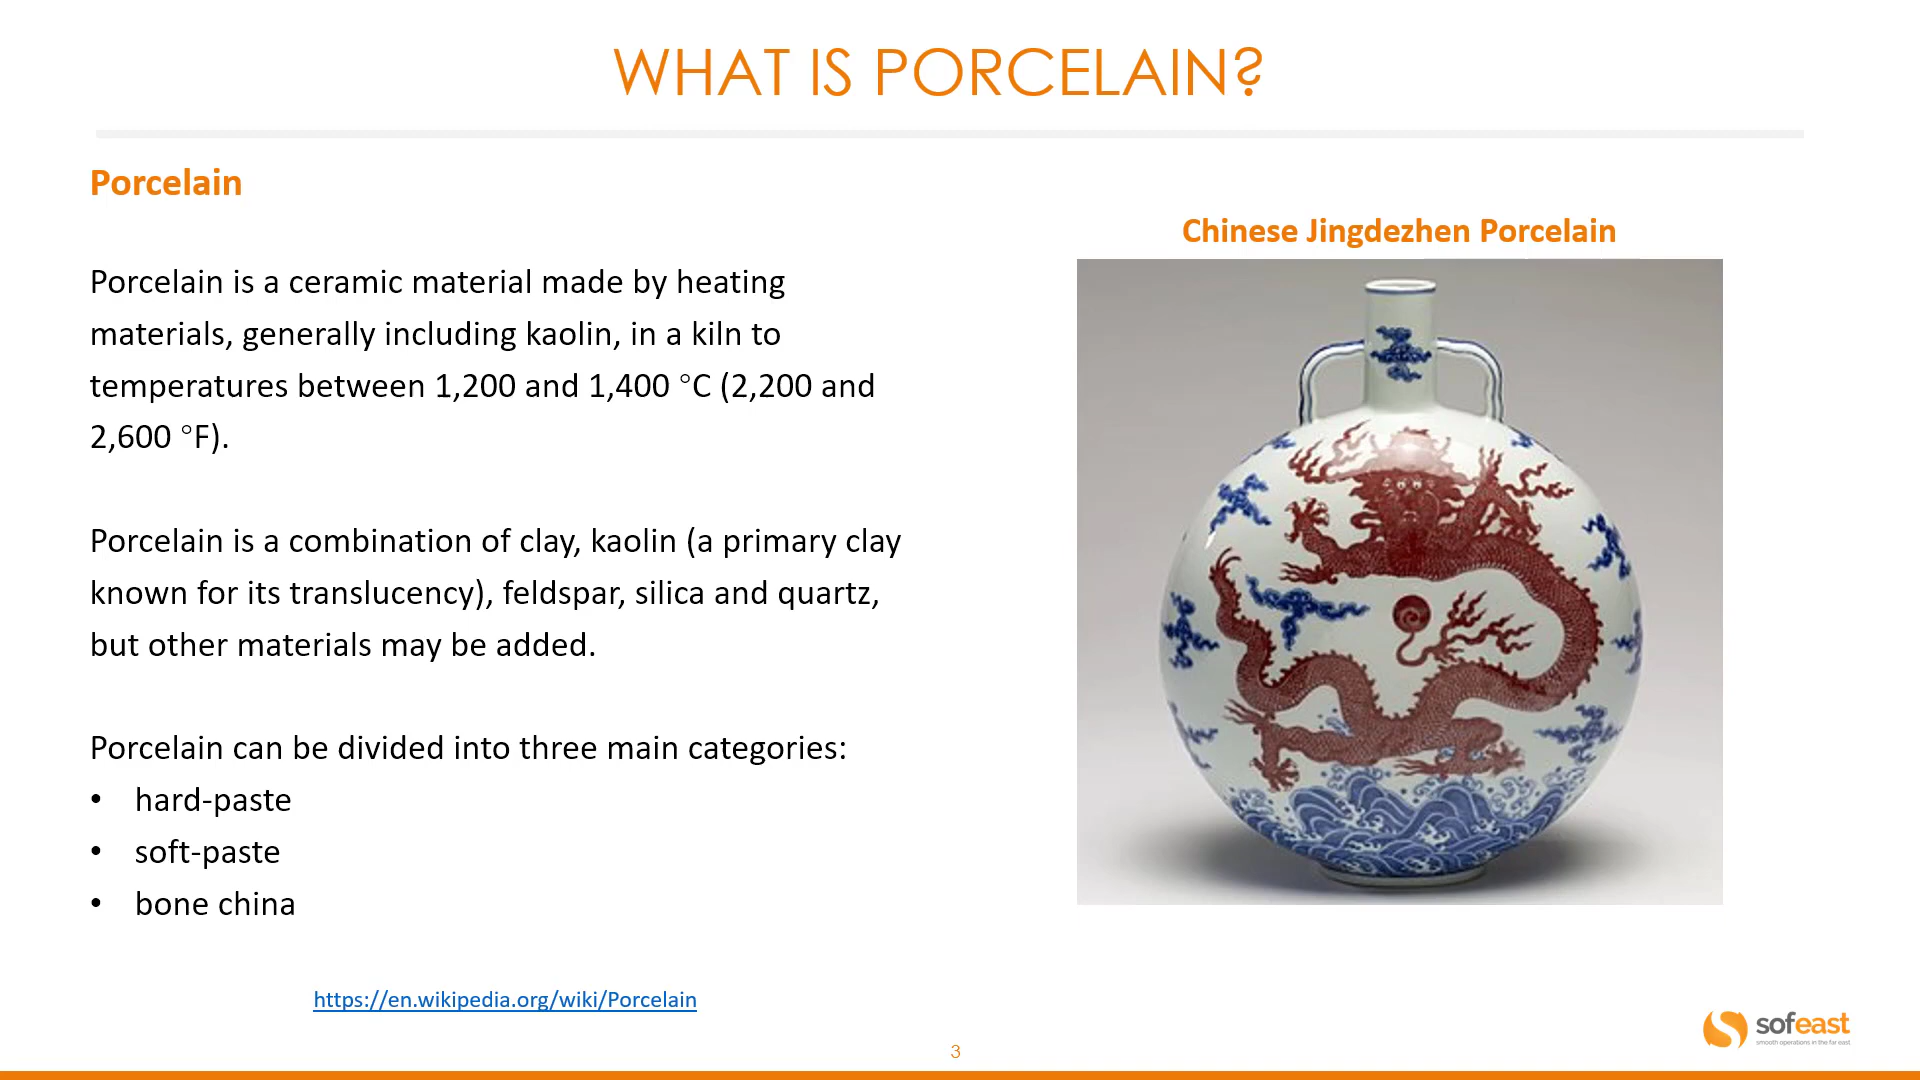 WHAT IS PORCELAIN?
Porcelain
Porcelain is a ceramic material made by heating
materials, generally including kaolin, in a kiln to
temperatures between 1,200 and 1,400 °C (2,200 and
2,600 °F).
Porcelain is a combination of clay, kaolin (a primary clay
known for its translucency), feldspar, silica and quartz,
but other materials may be added.
Porcelain can be divided into three main categories:
• hard-paste
• soft-paste
• bone china
https://en.wikipedia.org/wiki/Porcelain
Chinese Jingdezhen Porcelain
sofeast
smooth operations in the far east
3